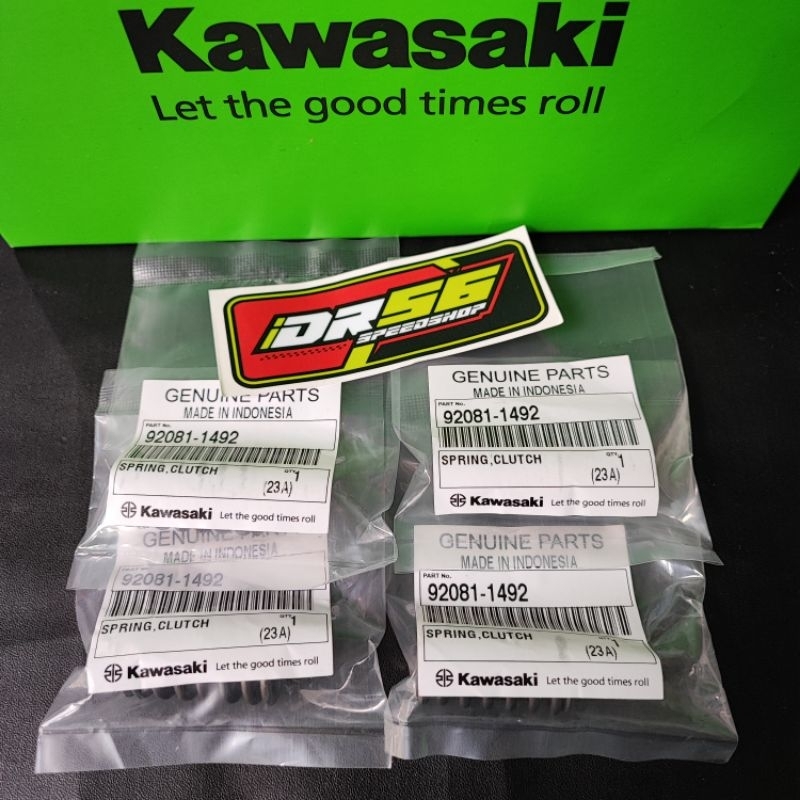 Kawasaki
Let the good times roll
iDRS6
SPEEDSHOP
GENUINE PARTS
MADE IN INDONESIA
PART No.
92081-1492
SPRING,CLUTCH
QTY 1
(23A)
Kawasaki Let the good times roll
GENUINE PARTS
MADE IN INDONESIA
PART No.
92081-1492
SPRING,CLUTCH
QTY 1
(23A)
Kawasaki Let the good times roll
GENUINE PARTS
MADE IN INDONESIA
PART No.
92081-1492
SPRING,CLUTCH
QTY 1
(23A)
Kawasaki Let the good times roll
GENUINE PARTS
MADE IN INDONESIA
PART No.
92081-1492
SPRING,CLUTCH
1
(23A)
Kawasaki Let the good times roll